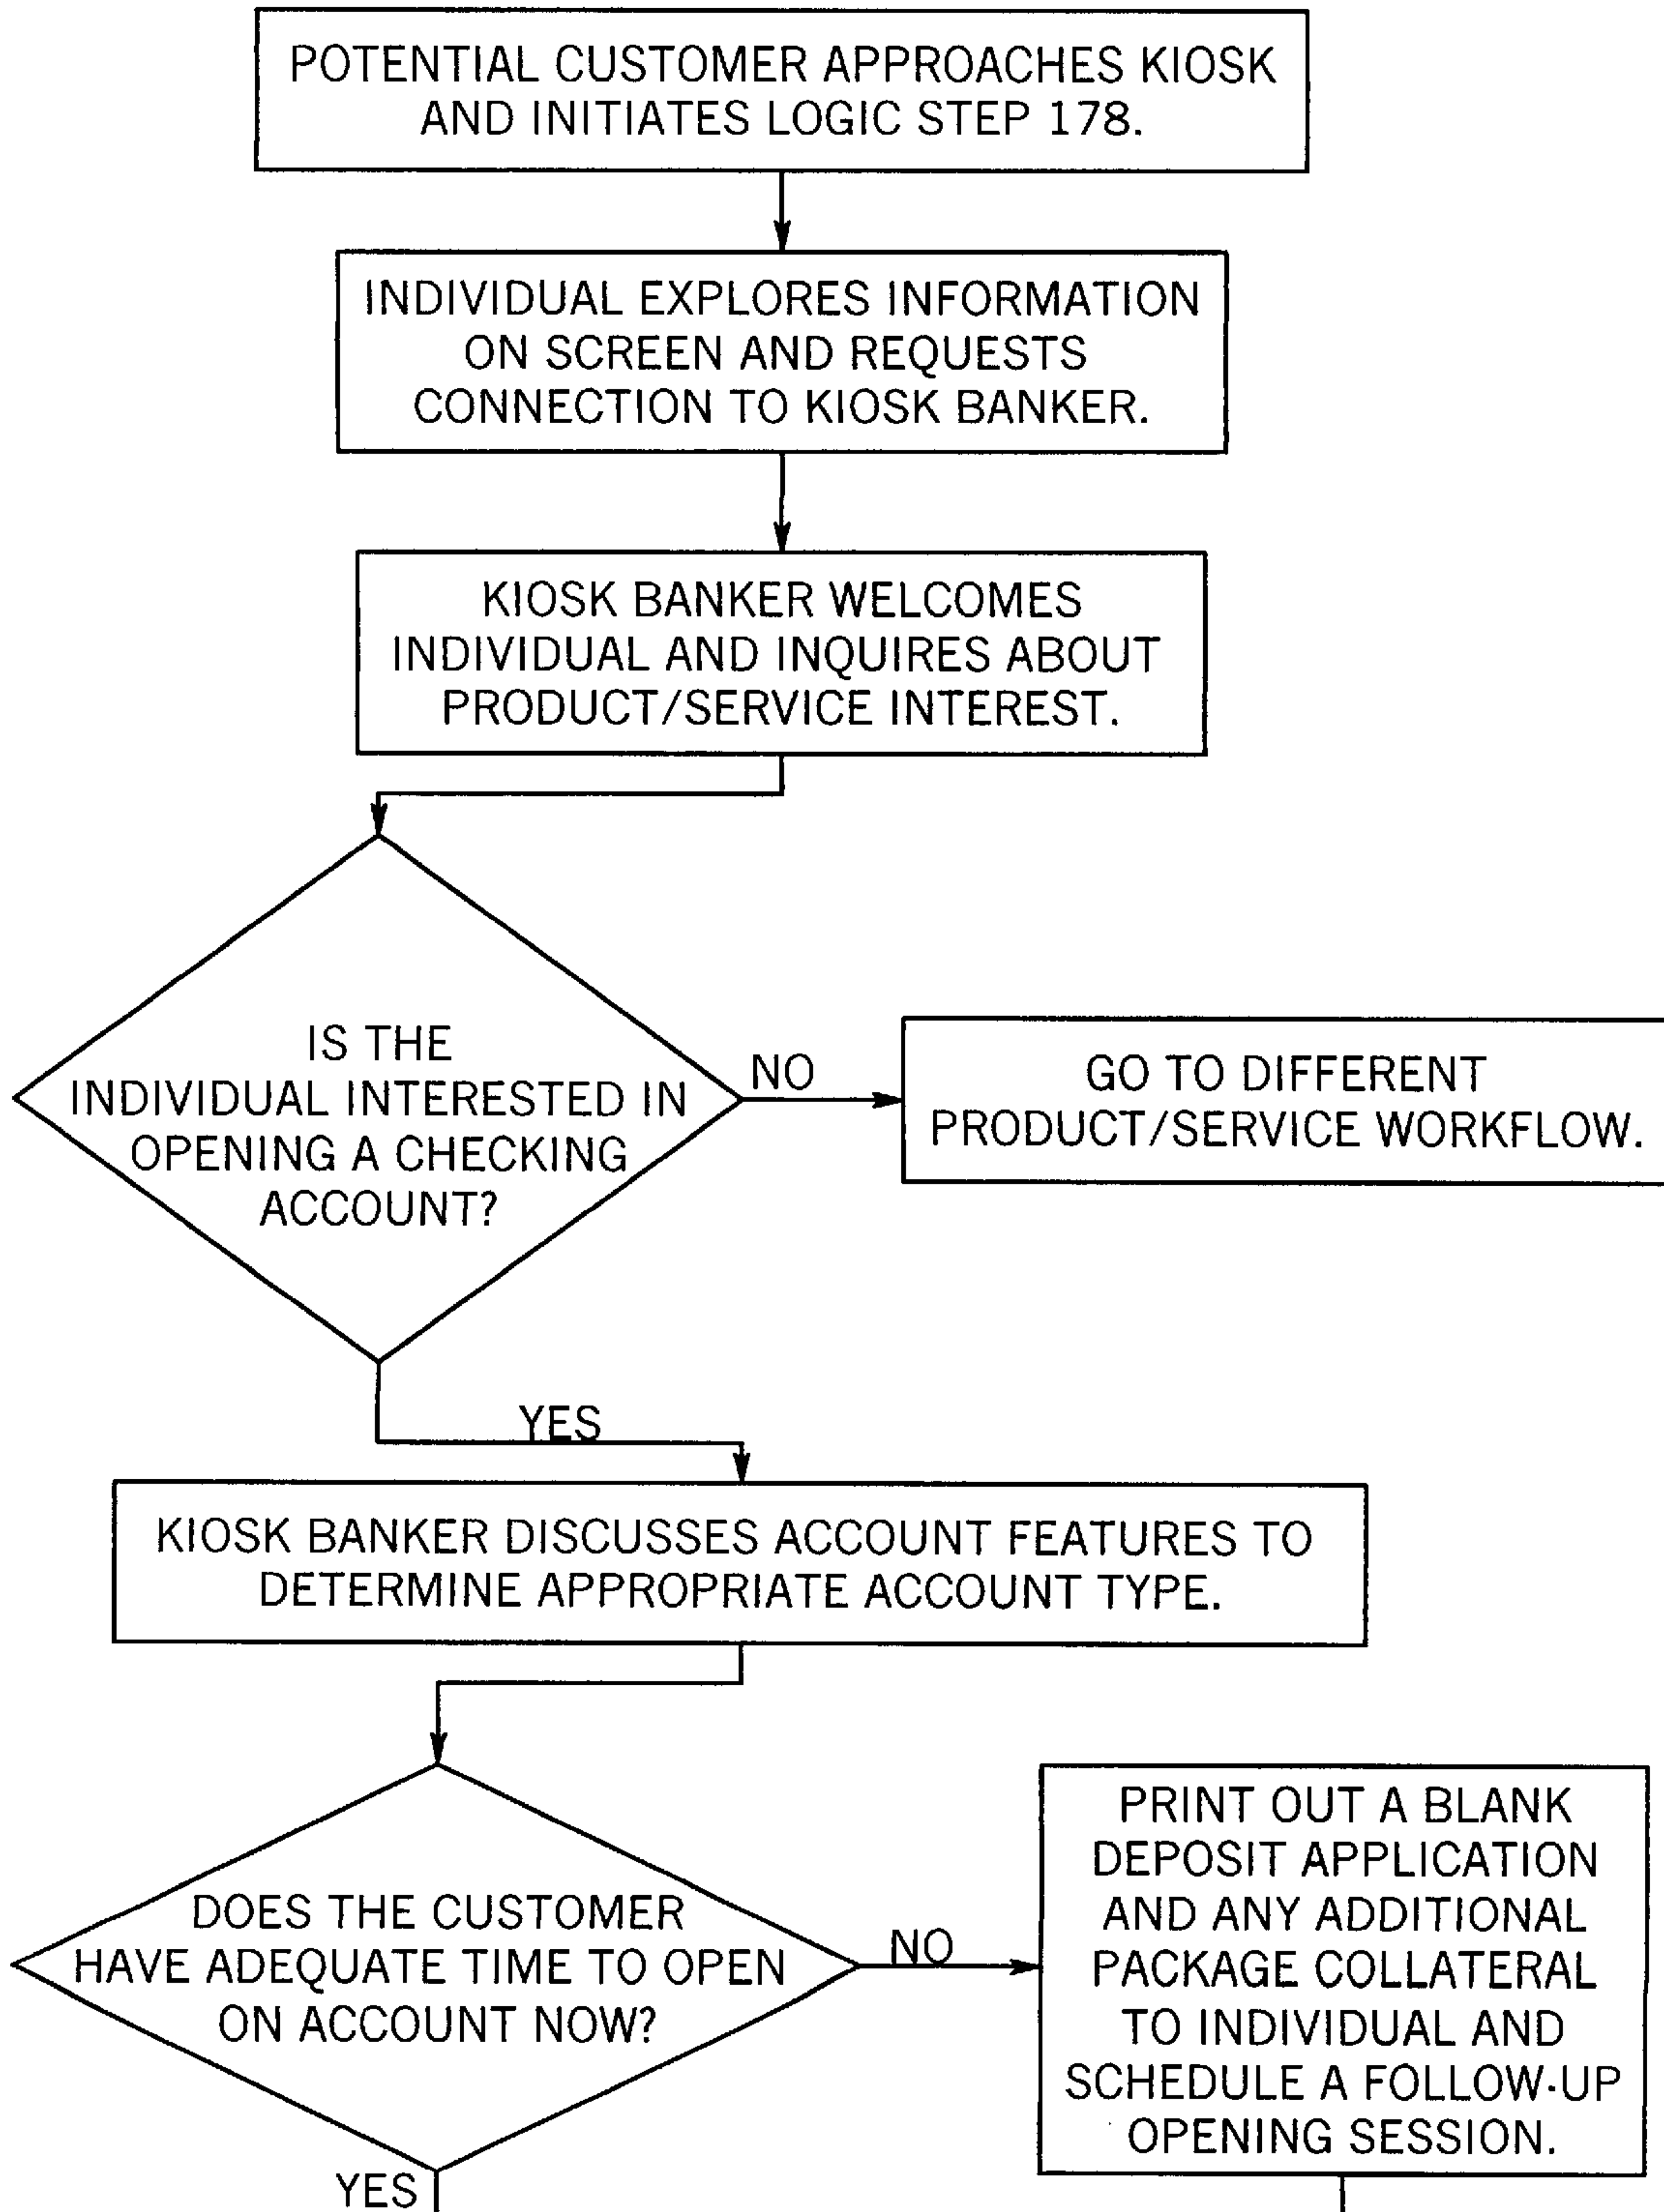 POTENTIAL CUSTOMER APPROACHES KIOSK
AND INITIATES LOGIC STEP 178.
INDIVIDUAL EXPLORES INFORMATION
ON SCREEN AND REQUESTS
CONNECTION TO KIOSK BANKER.
KIOSK BANKER WELCOMES
INDIVIDUAL AND INQUIRES ABOUT
PRODUCT/SERVICE INTEREST.
IS THE
INDIVIDUAL INTERESTED IN
OPENING A CHECKING
ACCOUNT?
NO
GO TO DIFFERENT
PRODUCT/SERVICE WORKFLOW.
YES
KIOSK BANKER DISCUSSES ACCOUNT FEATURES TO
DETERMINE APPROPRIATE ACCOUNT TYPE.
DOES THE CUSTOMER
HAVE ADEQUATE TIME TO OPEN
ON ACCOUNT NOW?
NO
PRINT OUT A BLANK
DEPOSIT APPLICATION
AND ANY ADDITIONAL
PACKAGE COLLATERAL
TO INDIVIDUAL AND
SCHEDULE A FOLLOW-UP
OPENING SESSION.
YES